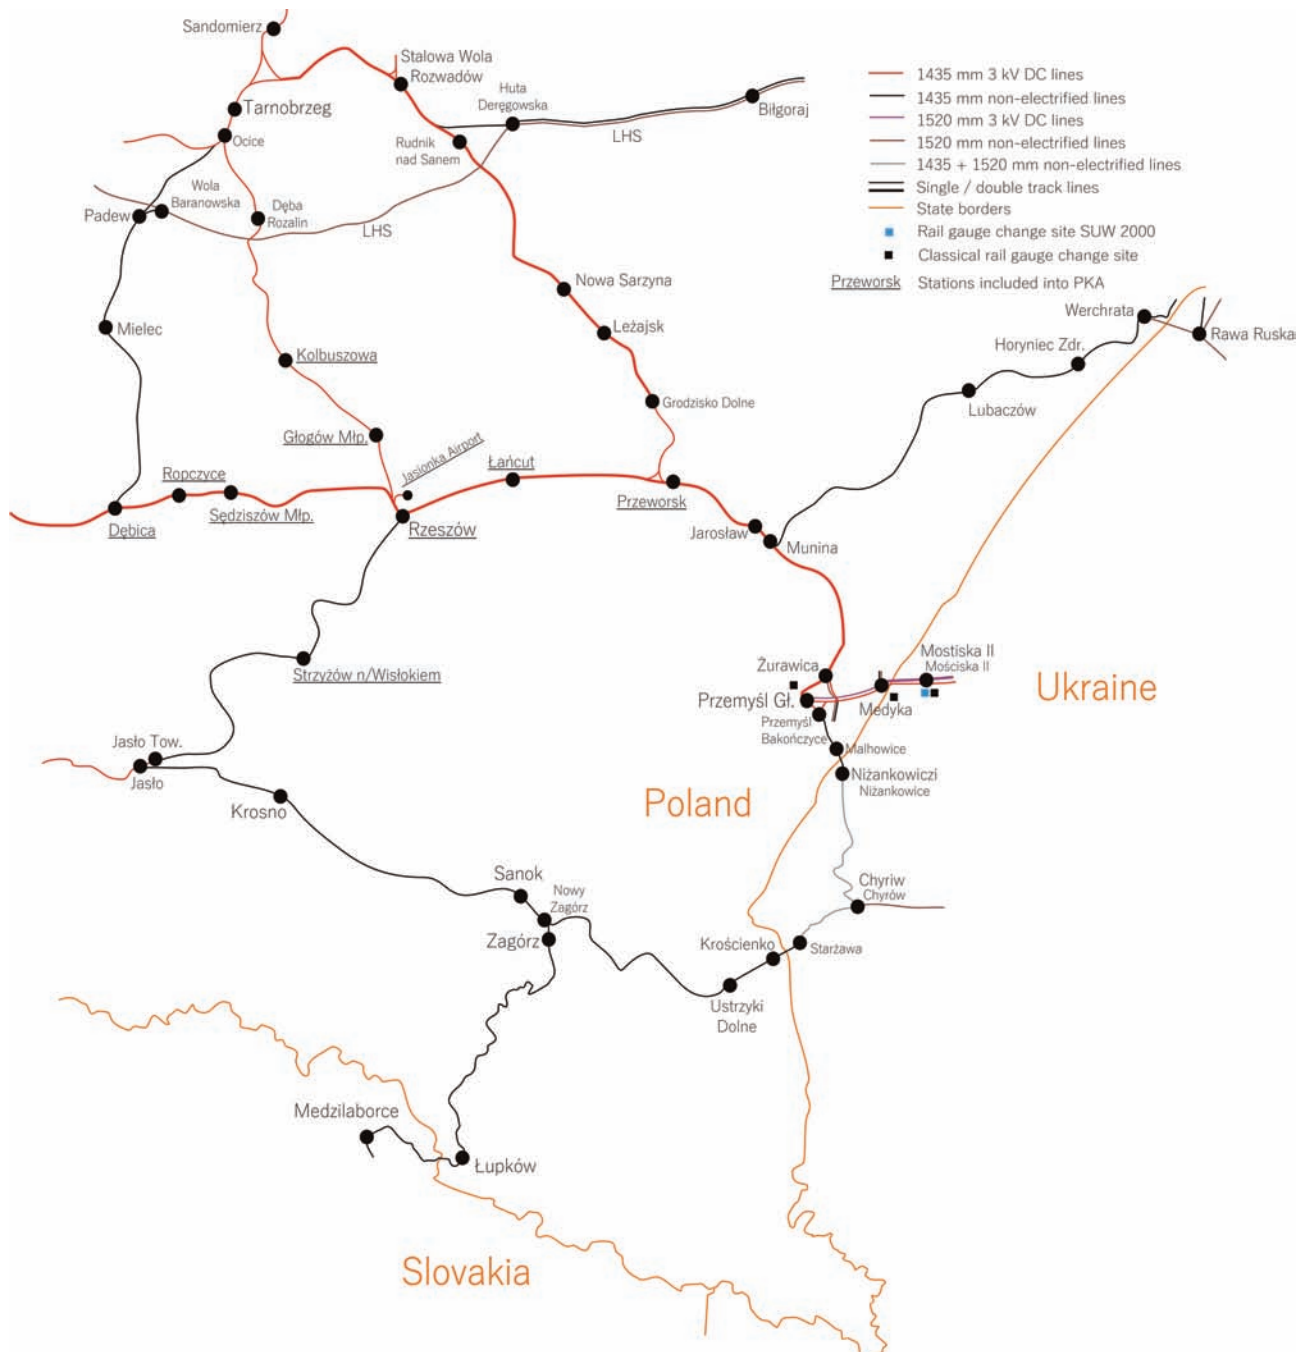 Sandomierz
Stalowa Wola
Rozwadów
Huta
Deręgowska
Biłgoraj
Tarnobrzeg
Ocice
Rudnik
nad Sanem
LHS
Wola
Baranowska
Padew
Dęba
Rozalin
LHS
1435 mm 3 kV DC lines
1435 mm non-electrified lines
1520 mm 3 kV DC lines
1520 mm non-electrified lines
1435 + 1520 mm non-electrified lines
Single / double track lines
State borders
Rail gauge change site SUW 2000
Classical rail gauge change site
Przeworsk Stations included into PKA
Nowa Sarzyna
Mielec
Leżajsk
Werchrata
Rawa Ruska
Horyniec Zdr.
Kolbuszowa
Lubaczów
Grodzisko Dolne
Głogów Młp.
Jasionka Airport
Łańcut
Ropczyce
Sędziszów Młp.
Przeworsk
Dębica
Rzeszów
Jarosław
Munina
Mostiska II
Mościska II
Żurawica
Strzyżów n/Wisłokiem
Ukraine
Przemyśl Gł.
Medyka
Przemyśl
Bakończyce
Malhowice
Jasło Tow.
Jasło
Niżankowiczi
Niżankowice
Poland
Krosno
Sanok
Nowy
Zagórz
Chyriw
Chyrów
Zagórz
Krościenko
Starżawa
Ustrzyki
Dolne
Medzilaborce
Łupków
Slovakia